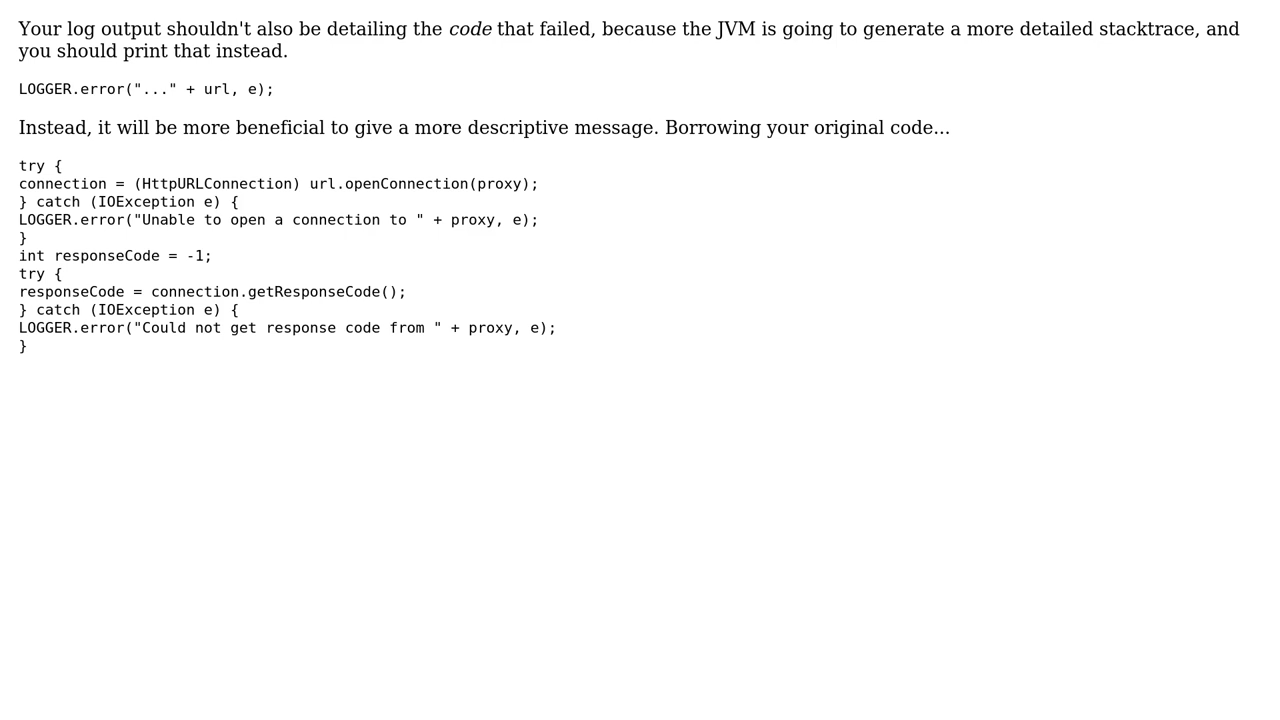 Your log output shouldn't also be detailing the code that failed, because the JVM is going to generate a more detailed stacktrace, and
you should print that instead.
LOGGER.error("..." + url, e);
Instead, it will be more beneficial to give a more descriptive message. Borrowing your original code...
try {
connection = (HttpURLConnection) url.openConnection(proxy);
} catch (IOException e) {
LOGGER.error("Unable to open a connection to " + proxy, e);
}
int responseCode = -1;
try {
responseCode = connection.getResponseCode();
} catch (IOException e) {
LOGGER.error("Could not get response code from " + proxy, e);
}